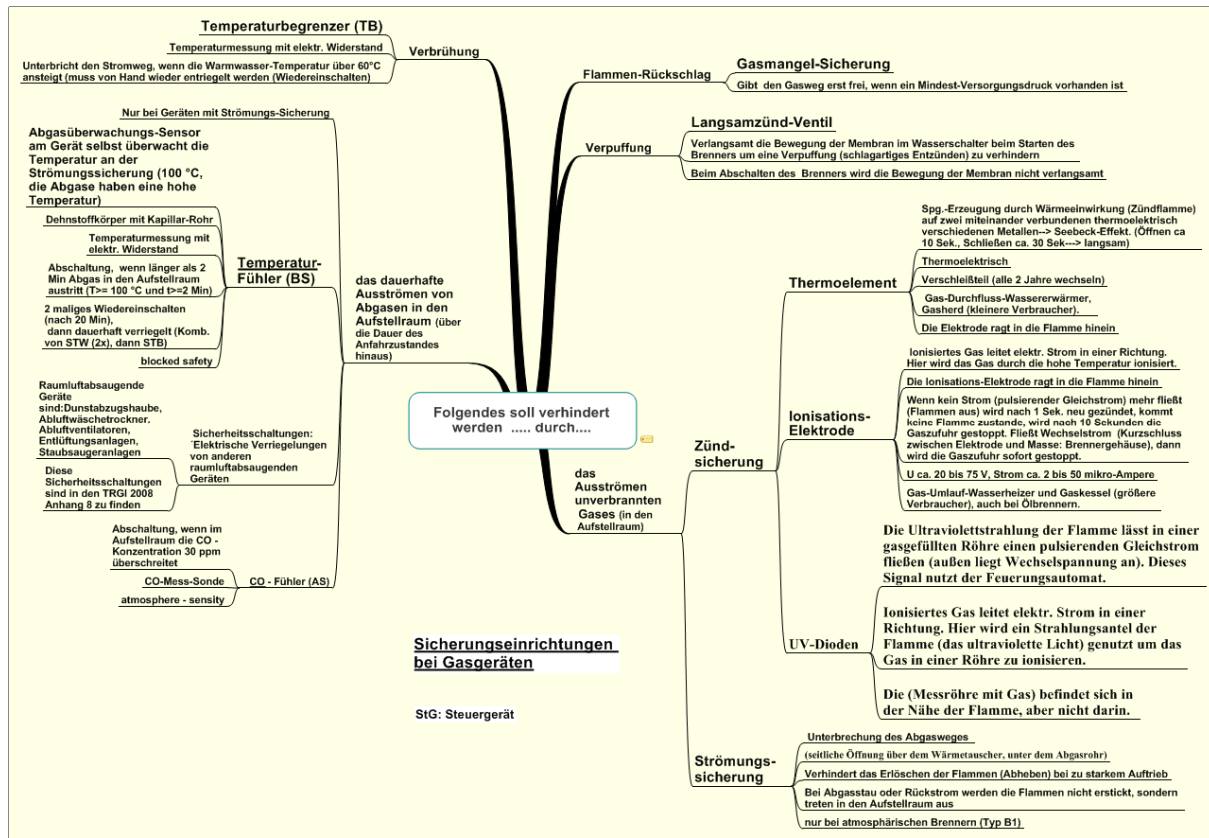 Temperaturbegrenzer (TB)
Temperaturmessung mit elektr. Widerstand
Unterbricht den Stromweg, wenn die Warmwasser-Temperatur über 60°C
ansteigt (muss von Hand wieder entriegelt werden (Wiedereinschalten)
Verbrühung
Nur bei Geräten mit Strömungs-Sicherung
Abgasüberwachungs-Sensor
am Gerät selbst überwacht die
Temperatur an der
Strömungssicherung (100 °C,
die Abgase haben eine hohe
Temperatur)
Dehnstoffkörper mit Kapillar-Rohr
Temperaturmessung mit
elektr. Widerstand
Abschaltung, wenn länger als 2
Min Abgas in den Aufstellraum
austritt (T>= 100 °C und t>=2 Min)
2 maliges Wiedereinschalten
(nach 20 Min),
dann dauerhaft verriegelt (Komb.
von STW (2x), dann STB)
blocked safety
Temperatur-
Fühler (BS)
das dauerhafte
Ausströmen von
Abgasen in den
Aufstellraum (über
die Dauer des
Anfahrzustandes
hinaus)
Raumluftabsaugende
Geräte
sind:Dunstabzugshaube,
Abluftwäschetrockner.
Abluftventilatoren,
Entlüftungsanlagen,
Staubsaugeranlagen
Diese
Sicherheitsschaltungen
sind in den TRGI 2008
Anhang 8 zu finden
Sicherheitsschaltungen:
´Elektrische Verriegelungen
von anderen
raumluftabsaugenden
Geräten
Abschaltung, wenn im
Aufstellraum die CO -
Konzentration 30 ppm
überschreitet
CO-Mess-Sonde
atmosphere - sensity
CO - Fühler (AS)
Folgendes soll verhindert
werden ..... durch....
Sicherungseinrichtungen
bei Gasgeräten
StG: Steuergerät
Flammen-Rückschlag
Gasmangel-Sicherung
Gibt den Gasweg erst frei, wenn ein Mindest-Versorgungsdruck vorhanden ist
Verpuffung
Langsamzünd-Ventil
Verlangsamt die Bewegung der Membran im Wasserschalter beim Starten des
Brenners um eine Verpuffung (schlagartiges Entzünden) zu verhindern
Beim Abschalten des Brenners wird die Bewegung der Membran nicht verlangsamt
das
Ausströmen
unverbrannten
Gases (in den
Aufstellraum)
Zünd-
sicherung
Thermoelement
Spg.-Erzeugung durch Wärmeeinwirkung (Zündflamme)
auf zwei miteinander verbundenen thermoelektrisch
verschiedenen Metallen--> Seebeck-Effekt. (Öffnen ca
10 Sek., Schließen ca. 30 Sek---> langsam)
Thermoelektrisch
Verschleißteil (alle 2 Jahre wechseln)
Gas-Durchfluss-Wassererwärmer,
Gasherd (kleinere Verbraucher).
Die Elektrode ragt in die Flamme hinein
Ionisations-
Elektrode
Ionisiertes Gas leitet elektr. Strom in einer Richtung.
Hier wird das Gas durch die hohe Temperatur ionisiert.
Die Ionisations-Elektrode ragt in die Flamme hinein
Wenn kein Strom (pulsierender Gleichstrom) mehr fließt
(Flammen aus) wird nach 1 Sek. neu gezündet, kommt
keine Flamme zustande, wird nach 10 Sekunden die
Gaszufuhr gestoppt. Fließt Wechselstrom (Kurzschluss
zwischen Elektrode und Masse: Brennergehäuse), dann
wird die Gaszufuhr sofort gestoppt.
U ca. 20 bis 75 V, Strom ca. 2 bis 50 mikro-Ampere
Gas-Umlauf-Wasserheizer und Gaskessel (größere
Verbraucher), auch bei Ölbrennern.
UV-Dioden
Die Ultraviolettstrahlung der Flamme lässt in einer
gasgefüllten Röhre einen pulsierenden Gleichstrom
fließen (außen liegt Wechselspannung an). Dieses
Signal nutzt der Feuerungsautomat.
Ionisiertes Gas leitet elektr. Strom in einer
Richtung. Hier wird ein Strahlungsantel der
Flamme (das ultraviolette Licht) genutzt um das
Gas in einer Röhre zu ionisieren.
Die (Messröhre mit Gas) befindet sich in
der Nähe der Flamme, aber nicht darin.
Strömungs-
sicherung
Unterbrechung des Abgasweges
(seitliche Öffnung über dem Wärmetauscher, unter dem Abgasrohr)
Verhindert das Erlöschen der Flammen (Abheben) bei zu starkem Auftrieb
Bei Abgasstau oder Rückstrom werden die Flammen nicht erstickt, sondern
treten in den Aufstellraum aus
nur bei atmosphärischen Brennern (Typ B1)